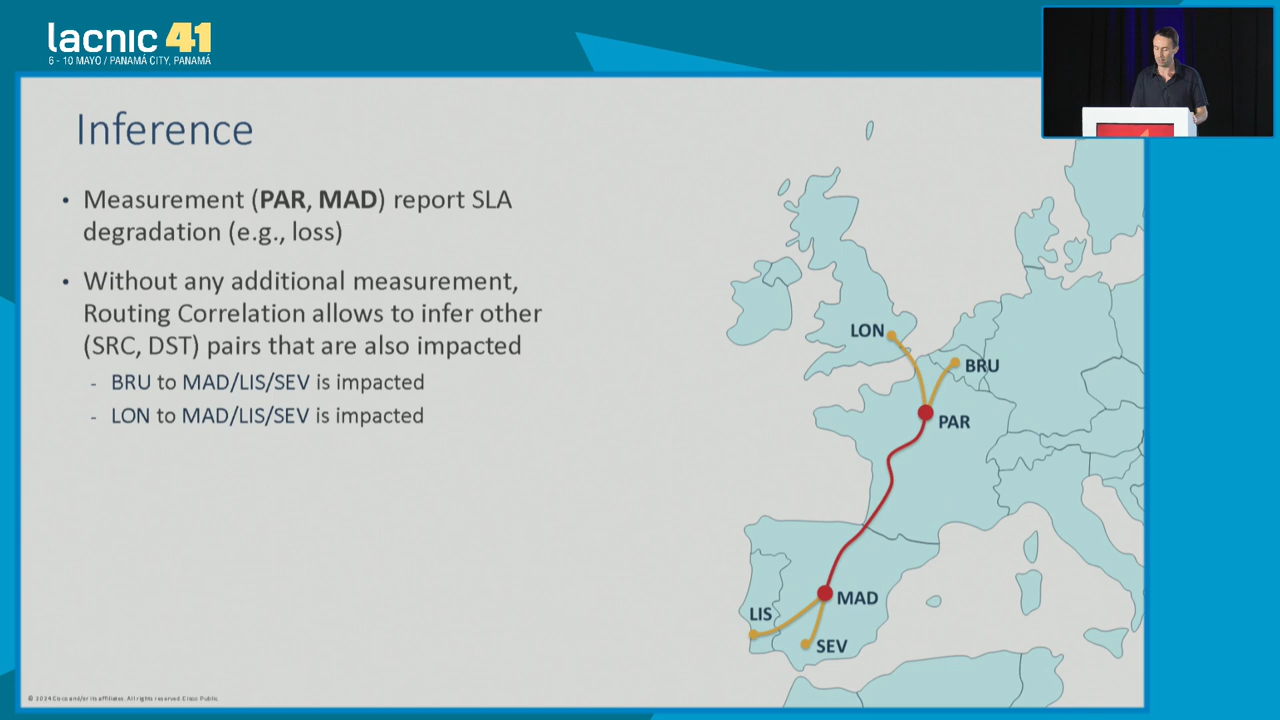 lacnic 41
6 - 10 MAYO / PANAMÁ CITY, PANAMÁ
Inference
• Measurement (PAR, MAD) report SLA
degradation (e.g., loss)
• Without any additional measurement,
Routing Correlation allows to infer other
(SRC, DST) pairs that are also impacted
- BRU to MAD/LIS/SEV is impacted
- LON to MAD/LIS/SEV is impacted
LON
BRU
PAR
MAD
LIS
SEV
© 2024 Cisco and/or its affiliates. All rights reserved. Cisco Public